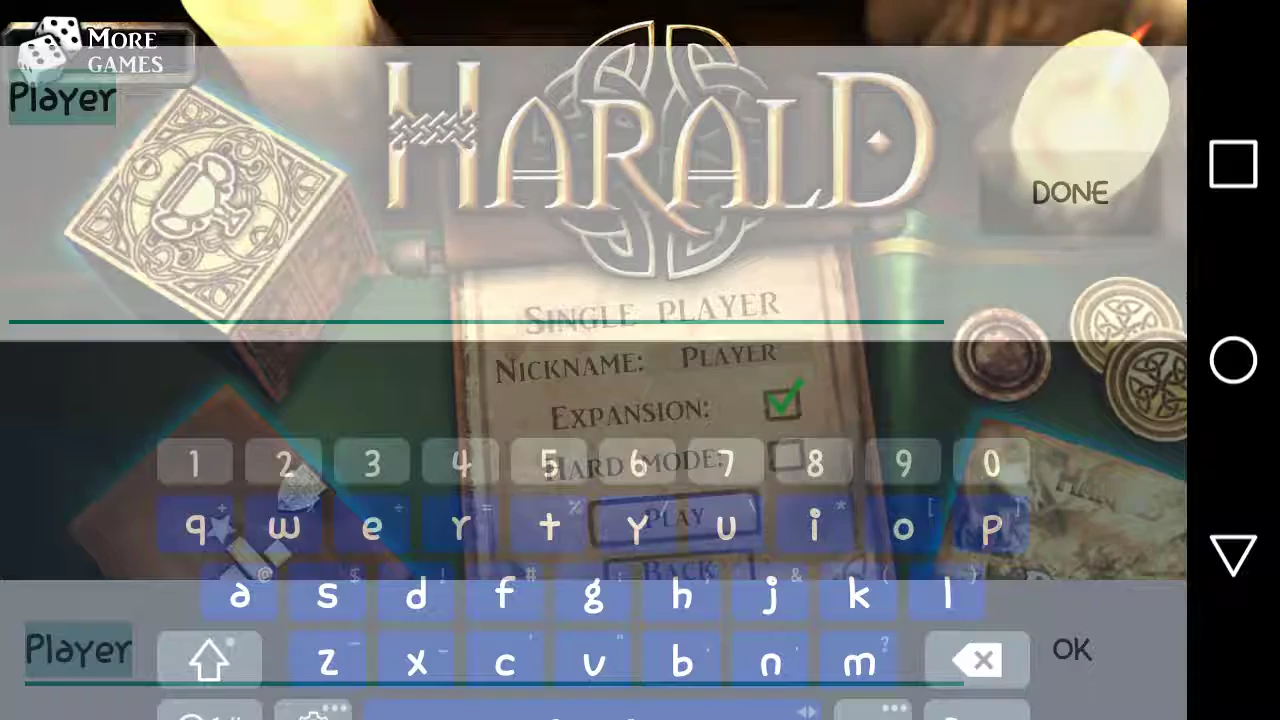 MORE
GAMES
Player
HARALD
DONE
SINGLE PLAYER
NICKNAME: PLAYER
EXPANSION:
HARD MODE:
1 2 3 4 5 6 7 8 9 0
q w e r t y u i o p
PLAY
BACK
a s d f g h j k l
z x c v b n m
Player
OK